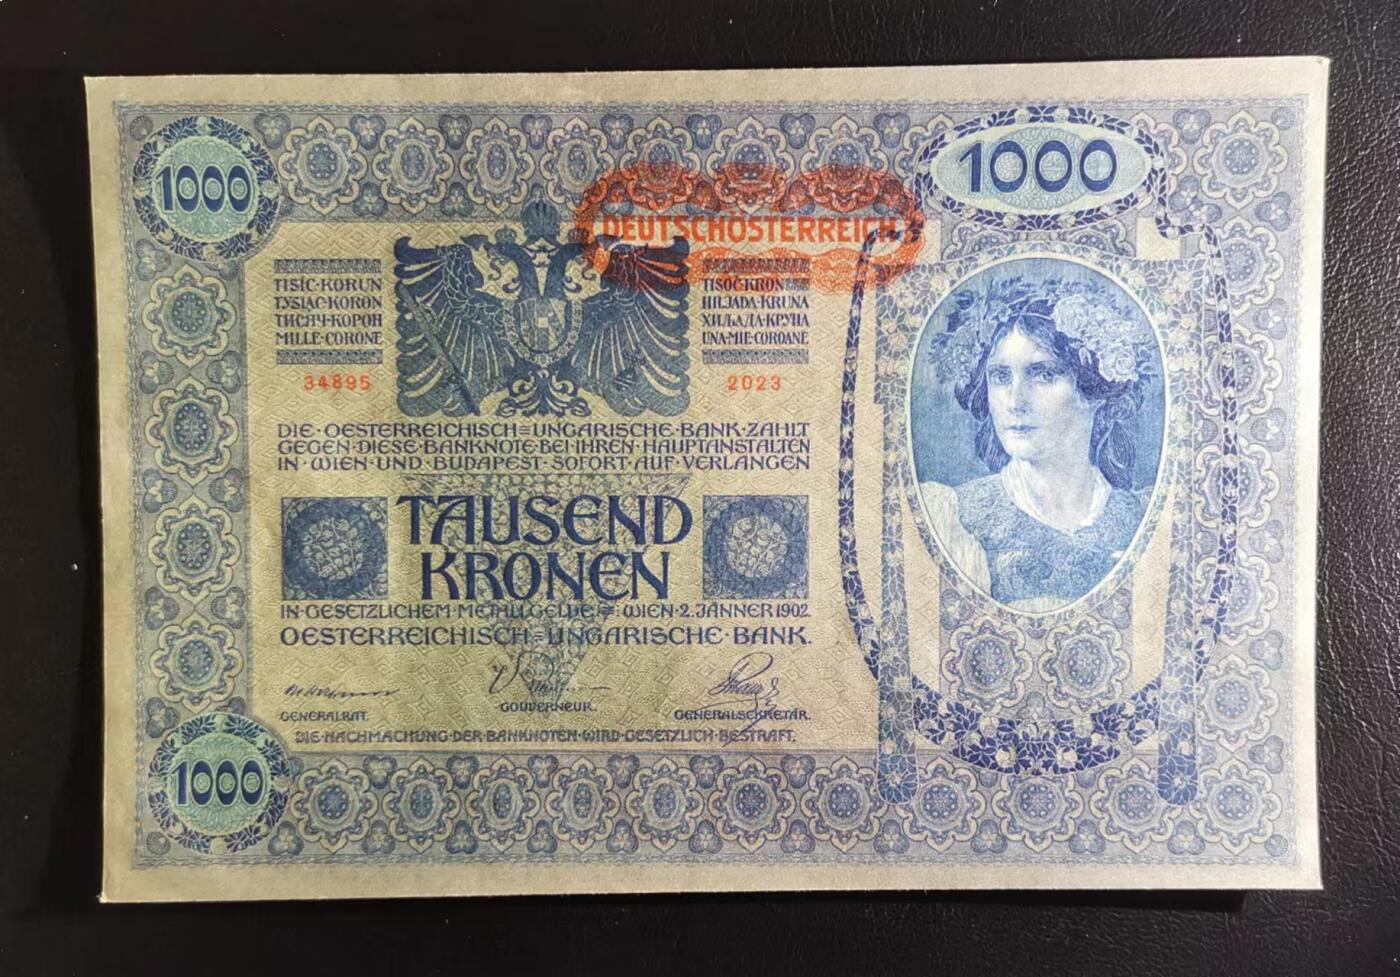 1000
1000
DEUTSCHÖSTERREICH
TISÍC·KORUN
TYSIĄC·KORON
ТИСЯЧ·КОРОН
MILLE·CORONE
TISOČ·KRON
HILJADA·KRUNA
ХИЉАДА·КРУНА
UNA·MIE·COROANE
34895
2023
DIE·OESTERREICHISCH=UNGARISCHE·BANK·ZAHLT
GEGEN·DIESE·BANKNOTE·BEI·IHREN·HAUPTANSTALTEN
IN·WIEN·UND·BUDAPEST·SOFORT·AUF·VERLANGEN
TAUSEND
KRONEN
IN·GESETZLICHEM·METALLGELDE=WIEN·2.JÄNNER 1902
OESTERREICHISCH=UNGARISCHE·BANK.
GENERALRAT.
GOUVERNEUR.
GENERALSEKRETÄR.
DIE·NACHMACHUNG·DER·BANKNOTEN·WIRD·GESETZLICH·BESTRAFT.
1000